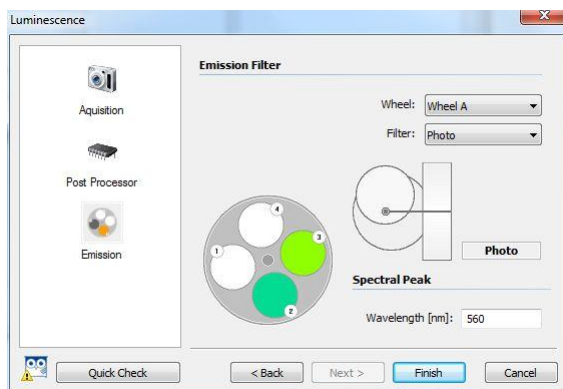 Luminescence
Emission Filter
Aquisition
Post Processor
Emission
Wheel: Wheel A
Filter: Photo
4
1
3
2
Photo
Spectral Peak
Wavelength [nm]: 560
Quick Check
< Back
Next >
Finish
Cancel